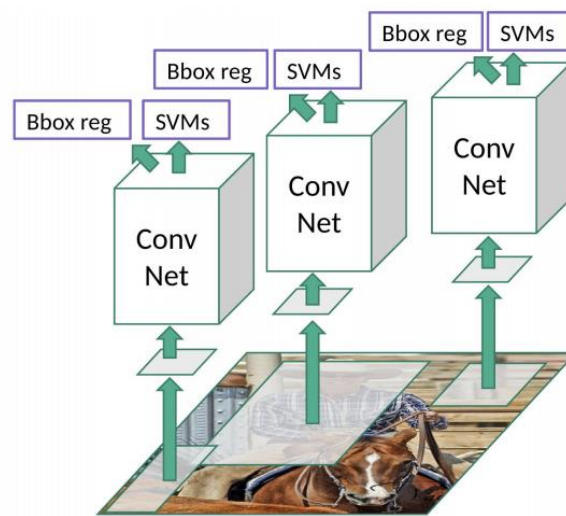 Bbox reg
SVMs
Bbox reg
SVMs
Bbox reg
SVMs
Conv
Net
Conv
Net
Conv
Net